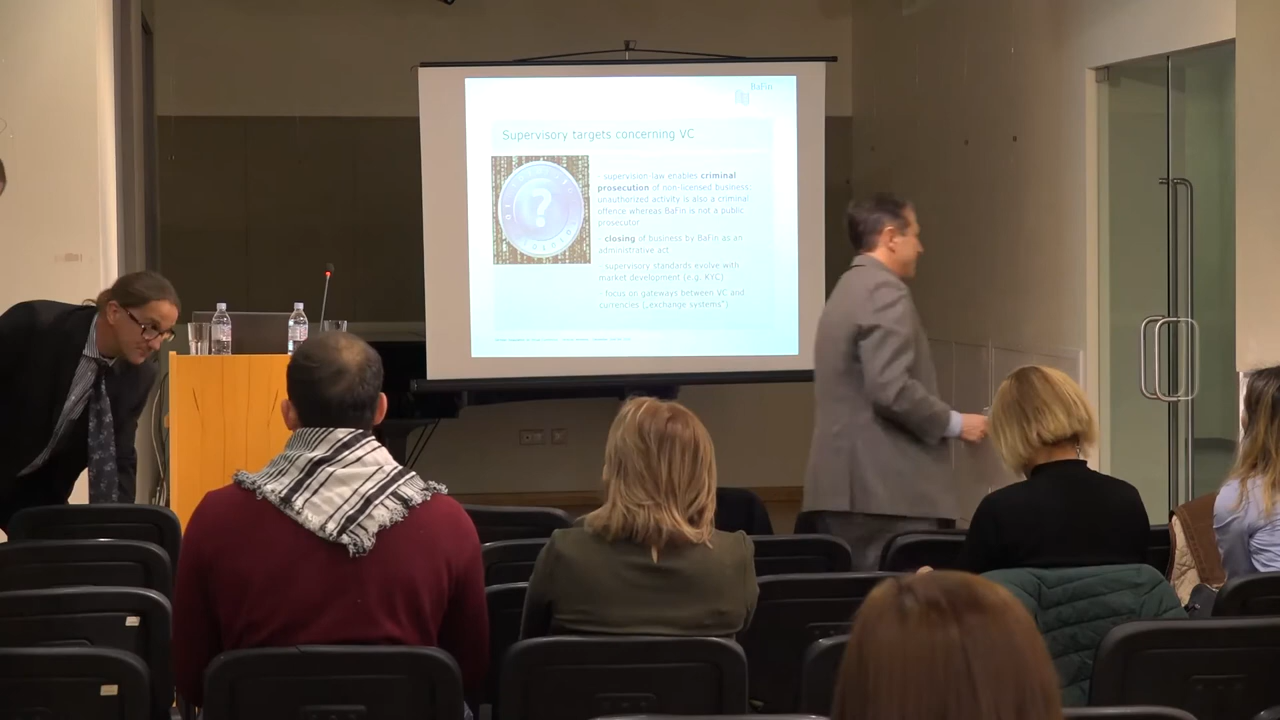 BaFin
Supervisory targets concerning VC
- supervision law enables criminal
prosecution of non-licensed business:
unauthorized activity is also a criminal
offence whereas BaFin is not a public
prosecutor
- closing of business by BaFin as an
administrative act
- supervisory standards evolve with
market development (e.g. KYC)
- focus on gateways between VC and
currencies („exchange systems")